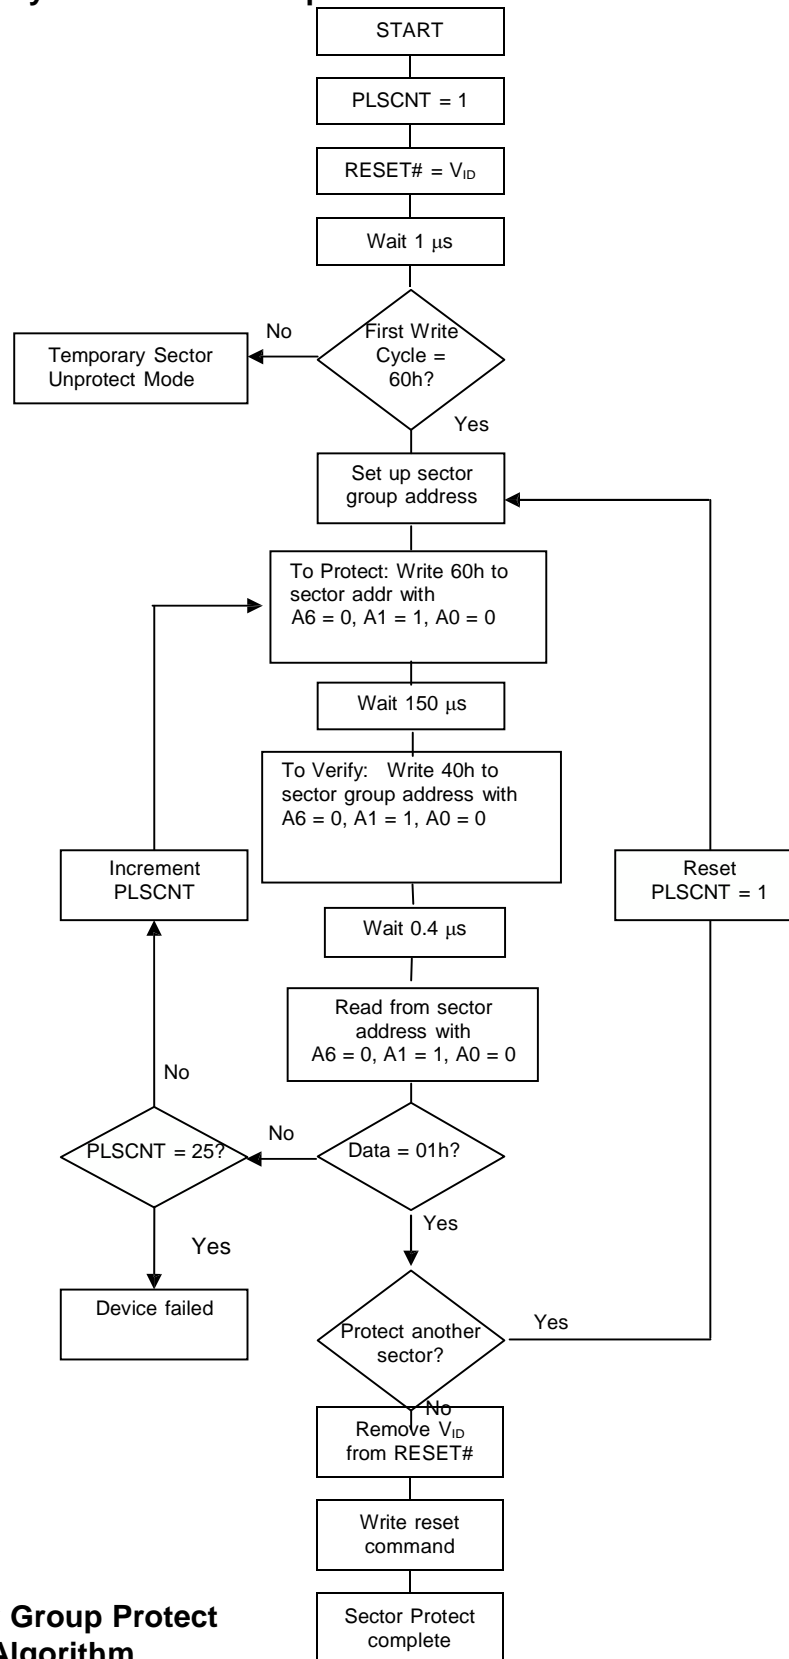 START
PLSCNT = 1
RESET# = VID
Wait 1 μs
First Write
Cycle =
60h?
No
Temporary Sector
Unprotect Mode
Yes
Set up sector
group address
To Protect: Write 60h to
sector addr with
A6 = 0, A1 = 1, A0 = 0
Wait 150 μs
To Verify: Write 40h to
sector group address with
A6 = 0, A1 = 1, A0 = 0
Increment
PLSCNT
Reset
PLSCNT = 1
Wait 0.4 μs
Read from sector
address with
A6 = 0, A1 = 1, A0 = 0
No
PLSCNT = 25?
No
Data = 01h?
Yes
Yes
Device failed
Protect another
sector?
Yes
No
Remove VID
from RESET#
Write reset
command
Sector Protect
complete
Group Protect
Algorithm